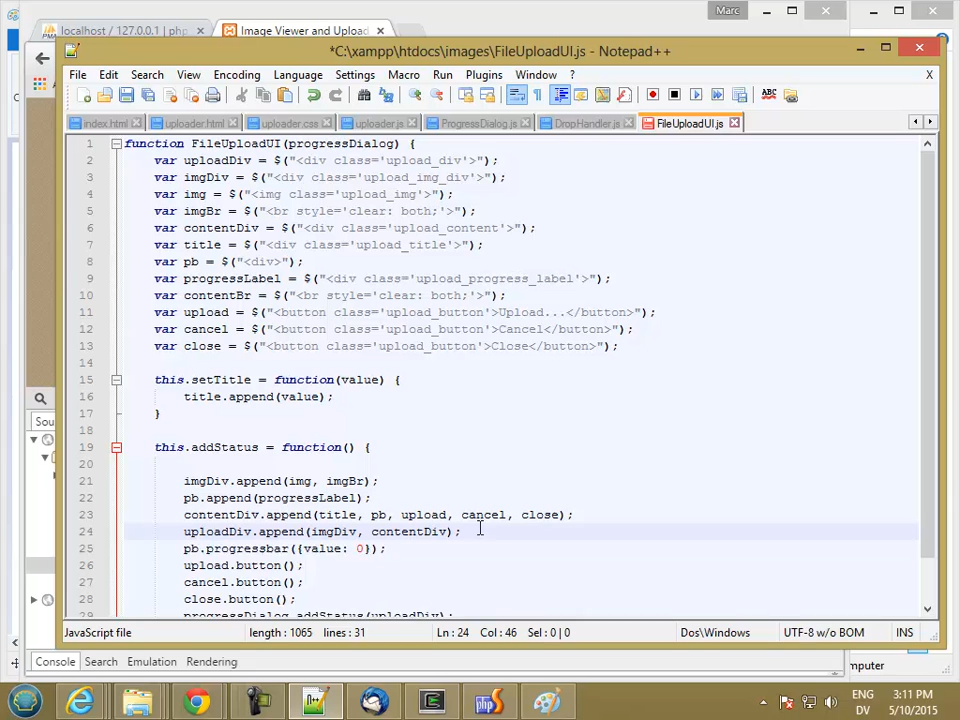 Marc
localhost / 127.0.0.1 | php
Image Viewer and Upload
*C:\xampp\htdocs\images\FileUploadUI.js - Notepad++
File Edit Search View Encoding Language Settings Macro Run Plugins Window ? X
index.html uploader.html uploader.css uploader.js ProgressDialog.js DropHandler.js FileUploadUI.js
1 function FileUploadUI(progressDialog) {
2 var uploadDiv = $("<div class='upload_div'>");
3 var imgDiv = $("<div class='upload_img_div'>");
4 var img = $("<img class='upload_img'>");
5 var imgBr = $("<br style='clear: both;'>");
6 var contentDiv = $("<div class='upload_content'>");
7 var title = $("<div class='upload_title'>");
8 var pb = $("<div>");
9 var progressLabel = $("<div class='upload_progress_label'>");
10 var contentBr = $("<br style='clear: both;'>");
11 var upload = $("<button class='upload_button'>Upload...</button>");
12 var cancel = $("<button class='upload_button'>Cancel</button>");
13 var close = $("<button class='upload_button'>Close</button>");
14
15 this.setTitle = function(value) {
16 title.append(value);
17 }
18
19 this.addStatus = function() {
20
21 imgDiv.append(img, imgBr);
22 pb.append(progressLabel);
23 contentDiv.append(title, pb, upload, cancel, close);
24 uploadDiv.append(imgDiv, contentDiv);
25 pb.progressbar({value: 0});
26 upload.button();
27 cancel.button();
28 close.button();
29 progressDialog.addStatus(uploadDiv);
Sou
JavaScript file length : 1065 lines : 31 Ln : 24 Col : 46 Sel : 0 | 0 Dos\Windows UTF-8 w/o BOM INS
Console Search Emulation Rendering
mputer
ENG
DV
3:11 PM
5/10/2015